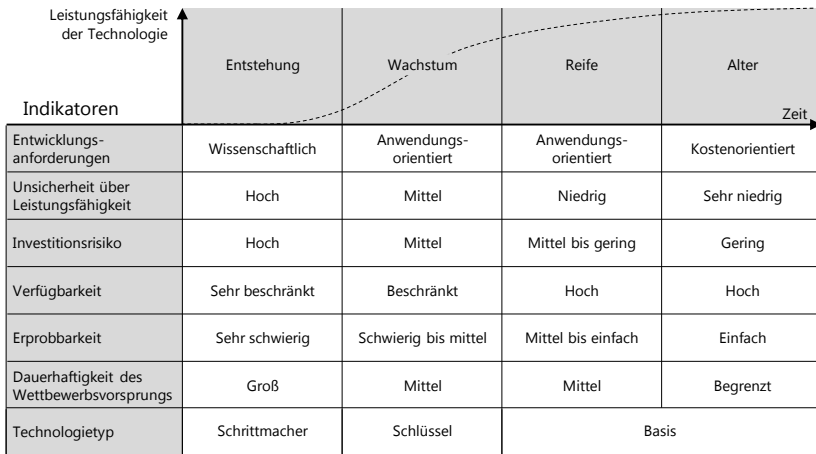 Leistungsfähigkeit
der Technologie
Entstehung
Wachstum
Reife
Alter
Indikatoren
Zeit
Entwicklungs-
anforderungen
Wissenschaftlich
Anwendungs-
orientiert
Anwendungs-
orientiert
Kostenorientiert
Unsicherheit über
Leistungsfähigkeit
Hoch
Mittel
Niedrig
Sehr niedrig
Investitionsrisiko
Hoch
Mittel
Mittel bis gering
Gering
Verfügbarkeit
Sehr beschränkt
Beschränkt
Hoch
Hoch
Erprobbarkeit
Sehr schwierig
Schwierig bis mittel
Mittel bis einfach
Einfach
Dauerhaftigkeit des
Wettbewerbsvorsprungs
Groß
Mittel
Mittel
Begrenzt
Technologietyp
Schrittmacher
Schlüssel
Basis